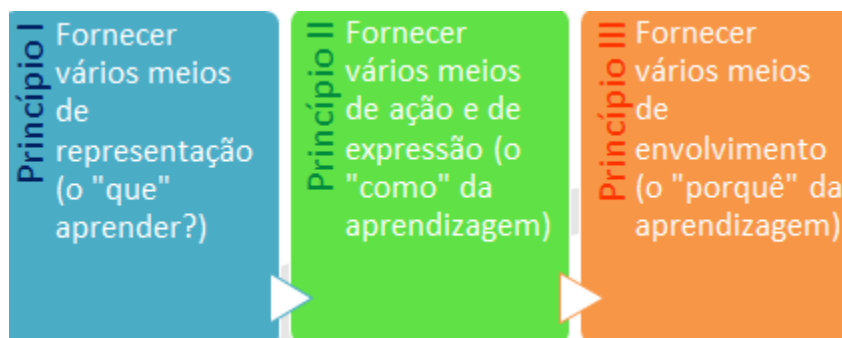 Princípio I
Fornecer
vários meios
de
representação
(o "que"
aprender?)
Princípio II
Fornecer
vários meios
de ação e de
expressão (o
"como" da
aprendizagem)
Princípio III
Fornecer
vários meios
de
envolvimento
(o "porquê" da
aprendizagem)